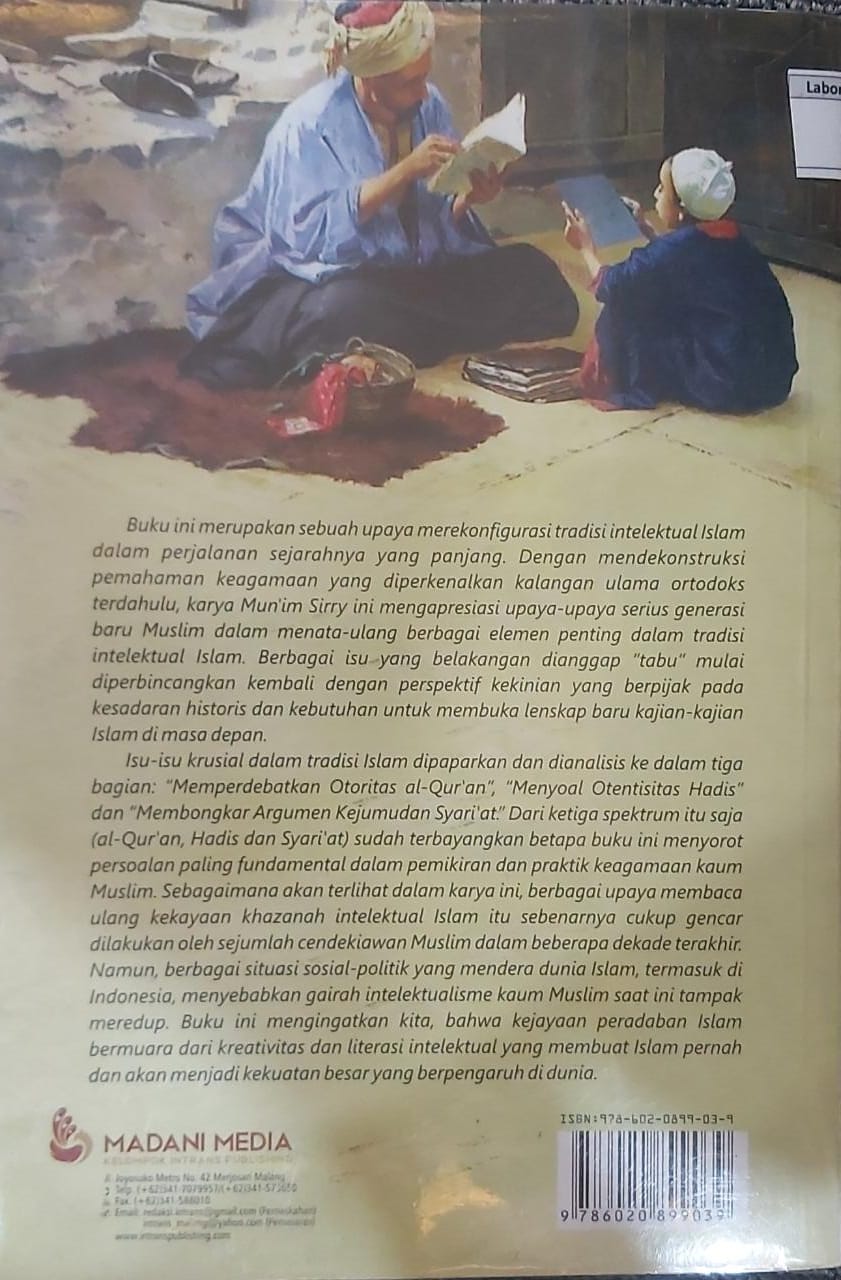 Labor
Buku ini merupakan sebuah upaya merekonfigurasi tradisi intelektual Islam
dalam perjalanan sejarahnya yang panjang. Dengan mendekonstruksi
pemahaman keagamaan yang diperkenalkan kalangan ulama ortodoks
terdahulu, karya Mun'im Sirry ini mengapresiasi upaya-upaya serius generasi
baru Muslim dalam menata-ulang berbagai elemen penting dalam tradisi
intelektual Islam. Berbagai isu yang belakangan dianggap "tabu" mulai
diperbincangkan kembali dengan perspektif kekinian yang berpijak pada
kesadaran historis dan kebutuhan untuk membuka lenskap baru kajian-kajian
Islam di masa depan.
Isu-isu krusial dalam tradisi Islam dipaparkan dan dianalisis ke dalam tiga
bagian: "Memperdebatkan Otoritas al-Qur'an", "Menyoal Otentisitas Hadis"
dan "Membongkar Argumen Kejumudan Syari'at." Dari ketiga spektrum itu saja
(al-Qur'an, Hadis dan Syari'at) sudah terbayangkan betapa buku ini menyorot
persoalan paling fundamental dalam pemikiran dan praktik keagamaan kaum
Muslim. Sebagaimana akan terlihat dalam karya ini, berbagai upaya membaca
ulang kekayaan khazanah intelektual Islam itu sebenarnya cukup gencar
dilakukan oleh sejumlah cendekiawan Muslim dalam beberapa dekade terakhir.
Namun, berbagai situasi sosial-politik yang mendera dunia Islam, termasuk di
Indonesia, menyebabkan gairah intelektualisme kaum Muslim saat ini tampak
meredup. Buku ini mengingatkan kita, bahwa kejayaan peradaban Islam
bermuara dari kreativitas dan literasi intelektual yang membuat Islam pernah
dan akan menjadi kekuatan besar yang berpengaruh di dunia.
MADANI MEDIA
KELOMPOK INTRANS PUBLISHING
Jl. Joyosuko Metro No. 42 Merjosari Malang
Telp. (+62)341-7079957/(+62)341-573650
Fax. (+62)341-588010
Email: redaksi.intrans@gmail.com (Pernaskahan)
intrans_malang@yahoo.com (Pemasaran)
www.intranspublishing.com
ISBN:978-602-0899-03-9
9 786020 899039